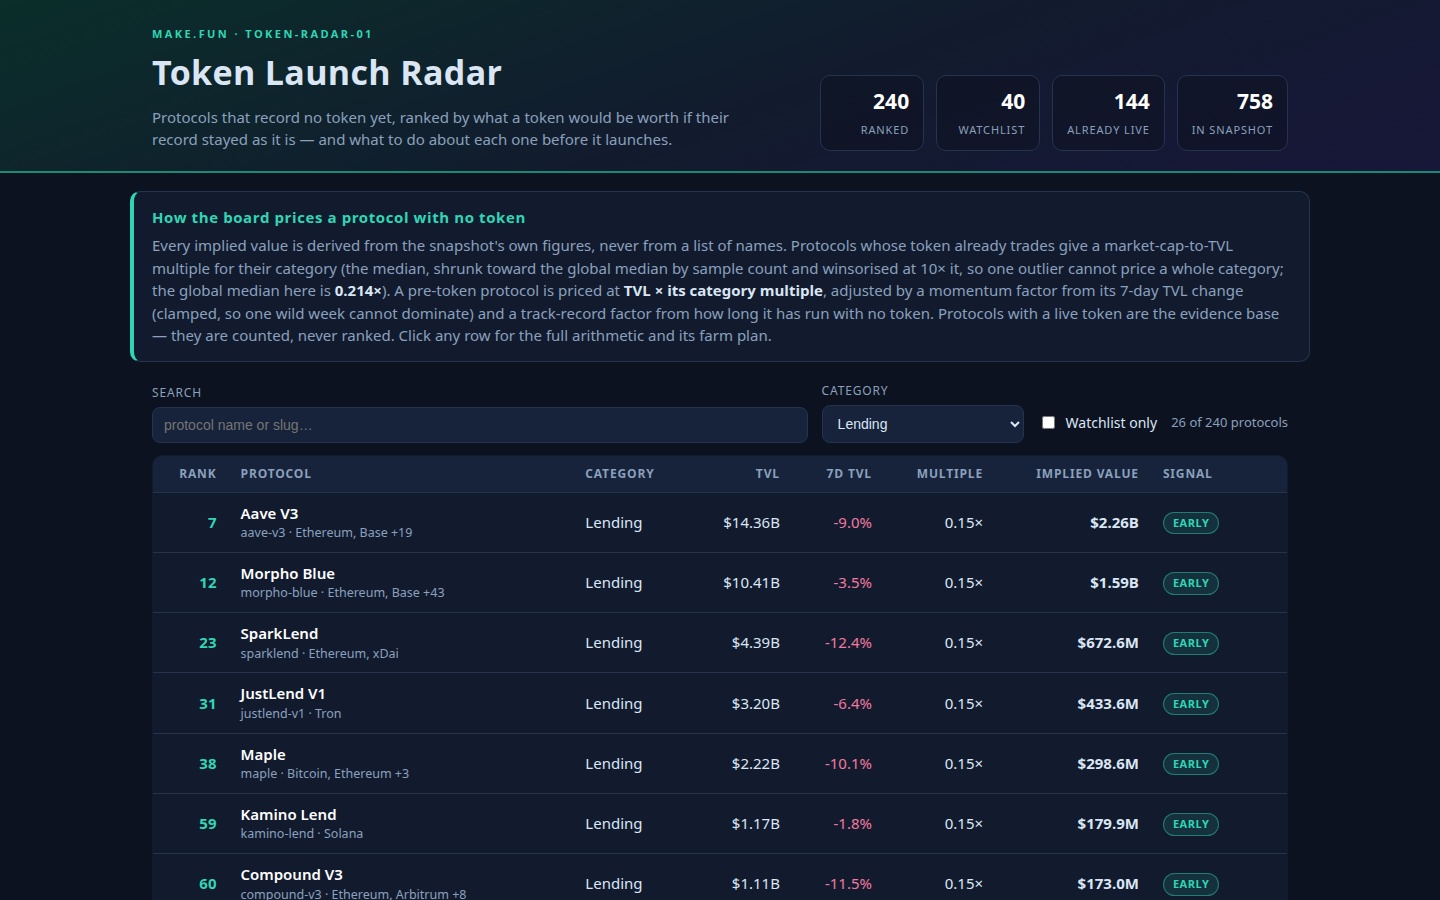 MAKE.FUN · TOKEN-RADAR-01
Token Launch Radar
Protocols that record no token yet, ranked by what a token would be worth if their
record stayed as it is — and what to do about each one before it launches.
240
RANKED
40
WATCHLIST
144
ALREADY LIVE
758
IN SNAPSHOT
How the board prices a protocol with no token
Every implied value is derived from the snapshot's own figures, never from a list of names. Protocols whose token already trades give a market-cap-to-TVL
multiple for their category (the median, shrunk toward the global median by sample count and winsorised at 10× it, so one outlier cannot price a whole category;
the global median here is 0.214×). A pre-token protocol is priced at TVL × its category multiple, adjusted by a momentum factor from its 7-day TVL change
(clamped, so one wild week cannot dominate) and a track-record factor from how long it has run with no token. Protocols with a live token are the evidence base
— they are counted, never ranked. Click any row for the full arithmetic and its farm plan.
SEARCH
protocol name or slug…
CATEGORY
Lending
Watchlist only
26 of 240 protocols
RANK PROTOCOL CATEGORY TVL 7D TVL MULTIPLE IMPLIED VALUE SIGNAL
7 Aave V3 Lending $14.36B -9.0% 0.15× $2.26B EARLY
aave-v3 · Ethereum, Base +19
12 Morpho Blue Lending $10.41B -3.5% 0.15× $1.59B EARLY
morpho-blue · Ethereum, Base +43
23 SparkLend Lending $4.39B -12.4% 0.15× $672.6M EARLY
sparklend · Ethereum, xDai
31 JustLend V1 Lending $3.20B -6.4% 0.15× $433.6M EARLY
justlend-v1 · Tron
38 Maple Lending $2.22B -10.1% 0.15× $298.6M EARLY
maple · Bitcoin, Ethereum +3
59 Kamino Lend Lending $1.17B -1.8% 0.15× $179.9M EARLY
kamino-lend · Solana
60 Compound V3 Lending $1.11B -11.5% 0.15× $173.0M EARLY
compound-v3 · Ethereum, Arbitrum +8